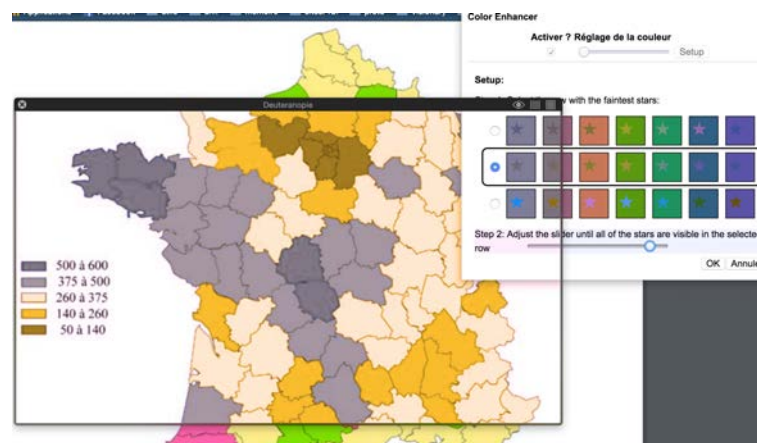 Color Enhancer
Activer ? Réglage de la couleur
Setup
Setup:
with the faintest stars:
Deuteranopie
500 à 600
375 à 500
260 à 375
140 à 260
50 à 140
Step 2: Adjust the slider until all of the stars are visible in the selecte
row
OK Annule